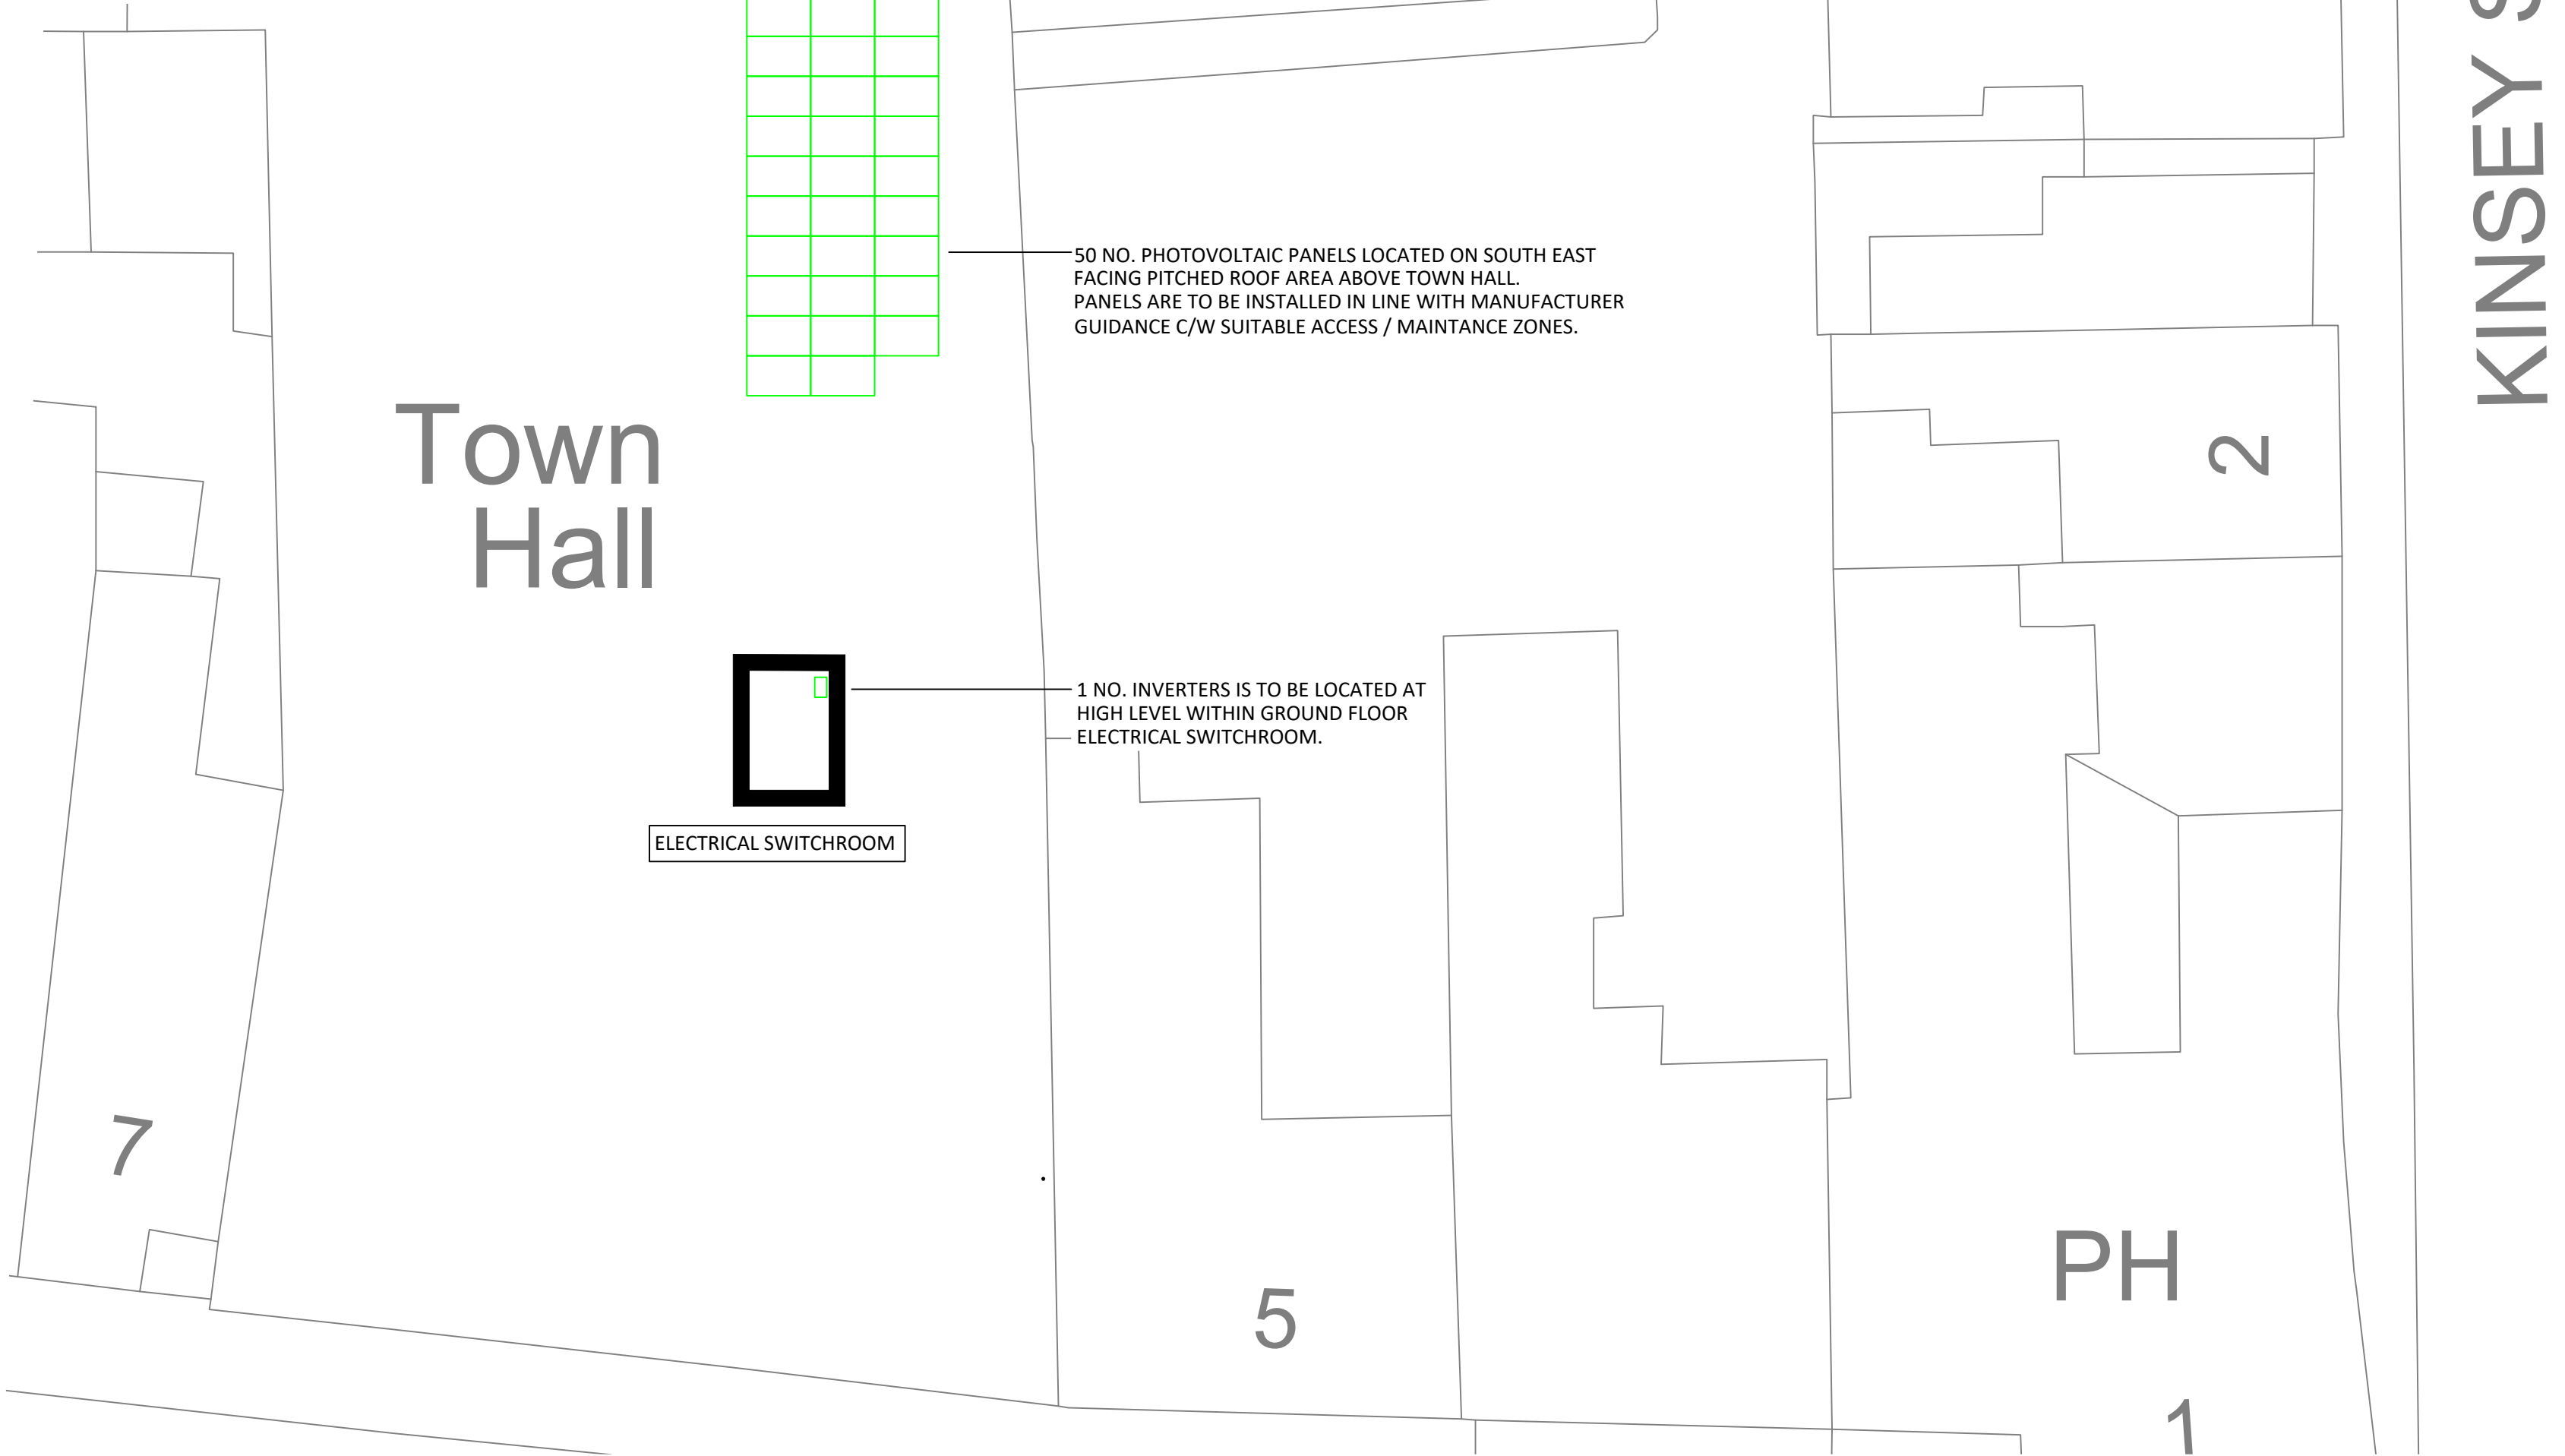 KINSEY
50 NO. PHOTOVOLTAIC PANELS LOCATED ON SOUTH EAST
FACING PITCHED ROOF AREA ABOVE TOWN HALL.
PANELS ARE TO BE INSTALLED IN LINE WITH MANUFACTURER
GUIDANCE C/W SUITABLE ACCESS / MAINTANCE ZONES.
Town
Hall
2
1 NO. INVERTERS IS TO BE LOCATED AT
HIGH LEVEL WITHIN GROUND FLOOR
ELECTRICAL SWITCHROOM.
ELECTRICAL SWITCHROOM
7
5
PH
1